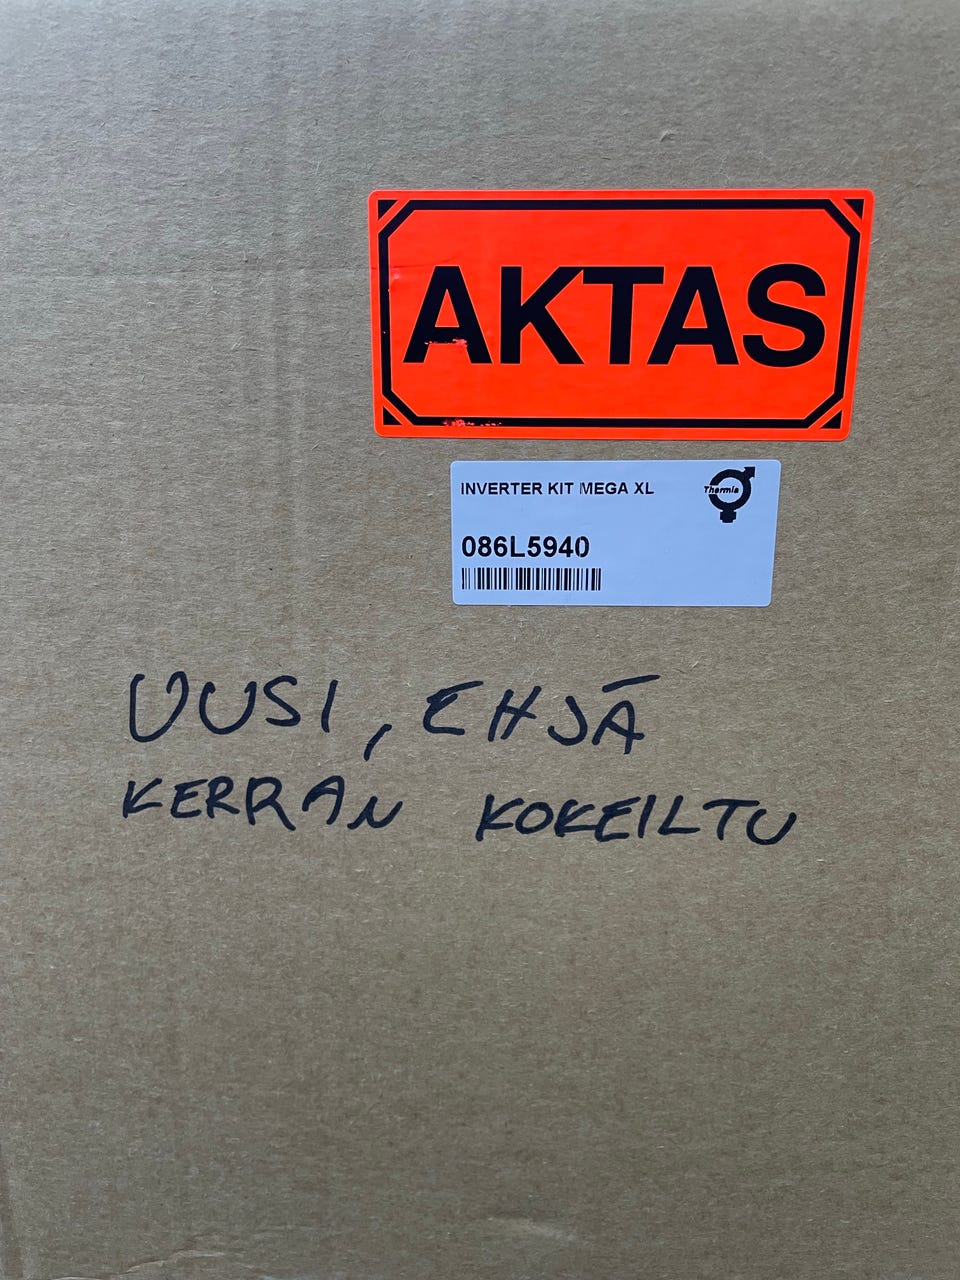 AKTAS
INVERTER KIT MEGA XL
Thermia
086L5940
UUSI, EHJÄ
KERRAN KOKEILTU